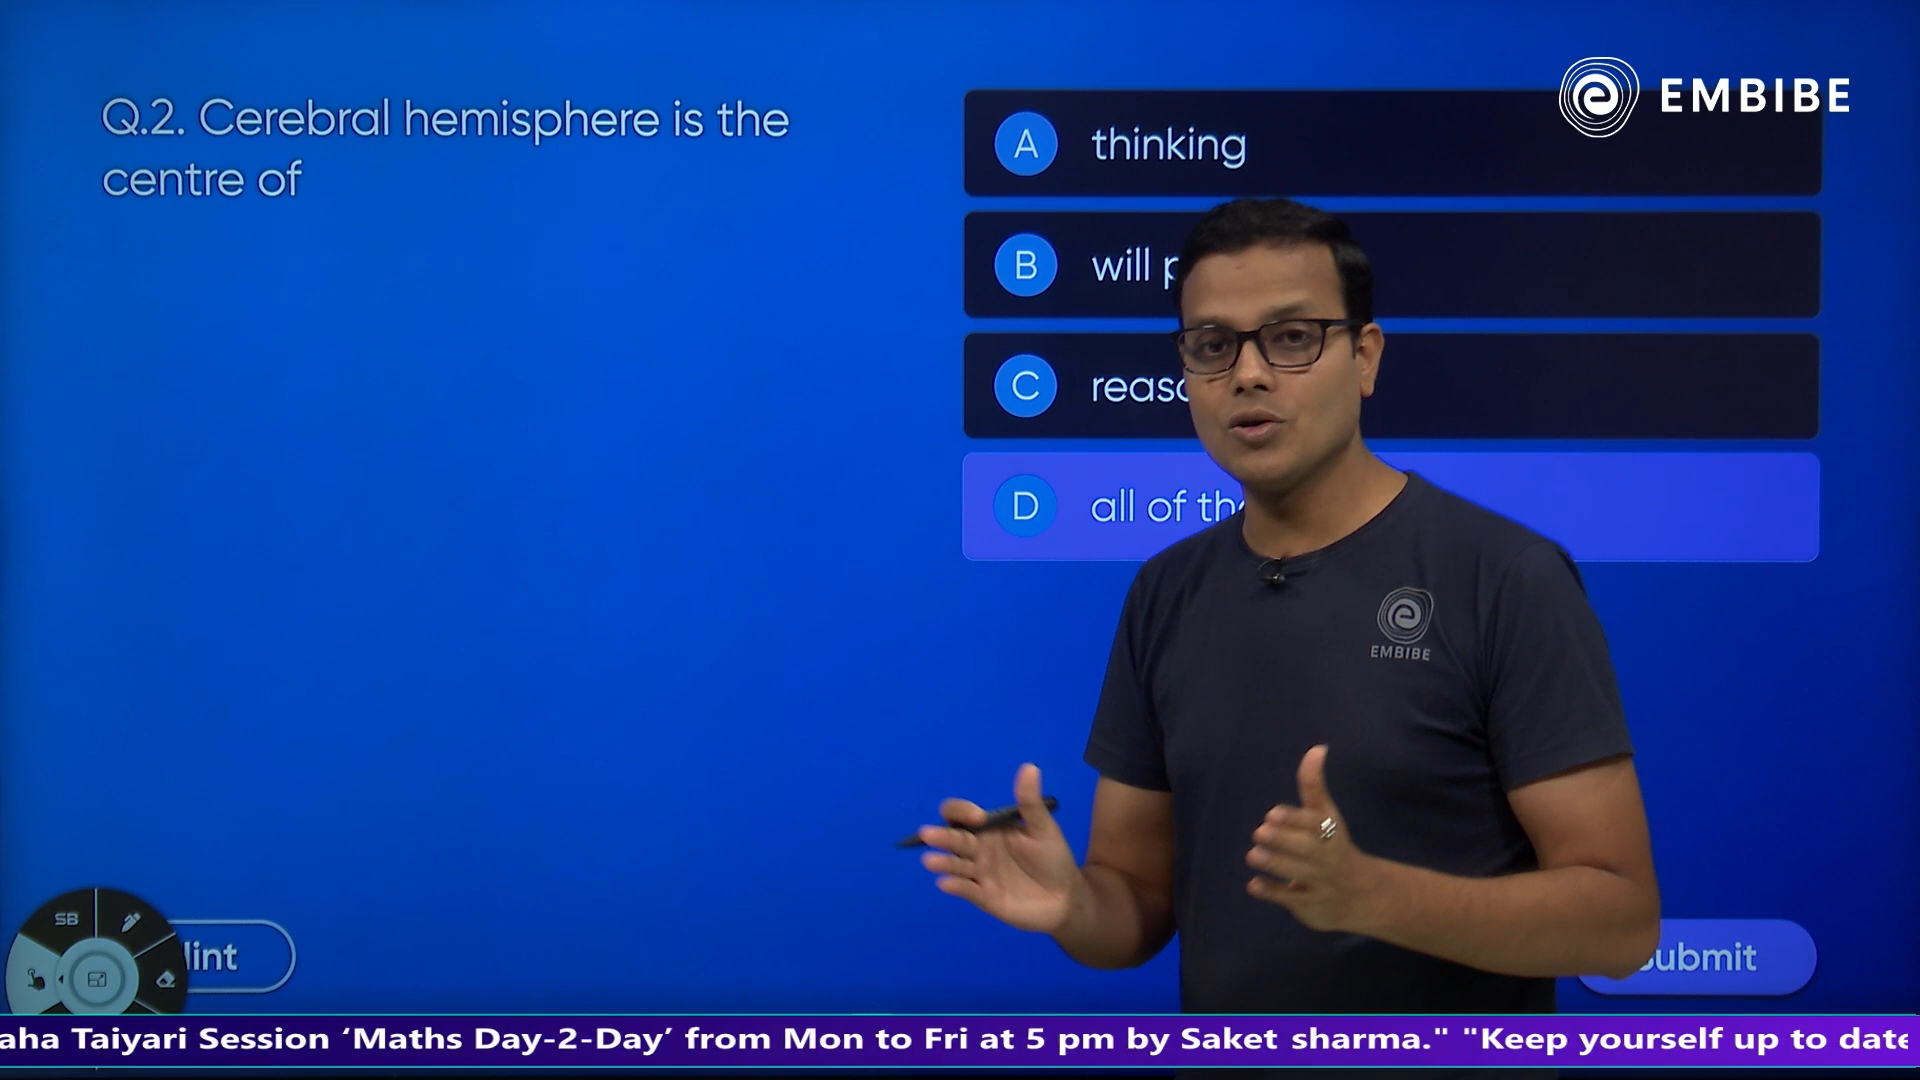 Q.2. Cerebral hemisphere is the
centre of
EMBIBE
A thinking
B will
C
D all of
EMBIBE
SB
Taiyari Session ‘Maths Day-2-Day’ from Mon to Fri at 5 pm by Saket sharma." "Keep yourself up to date